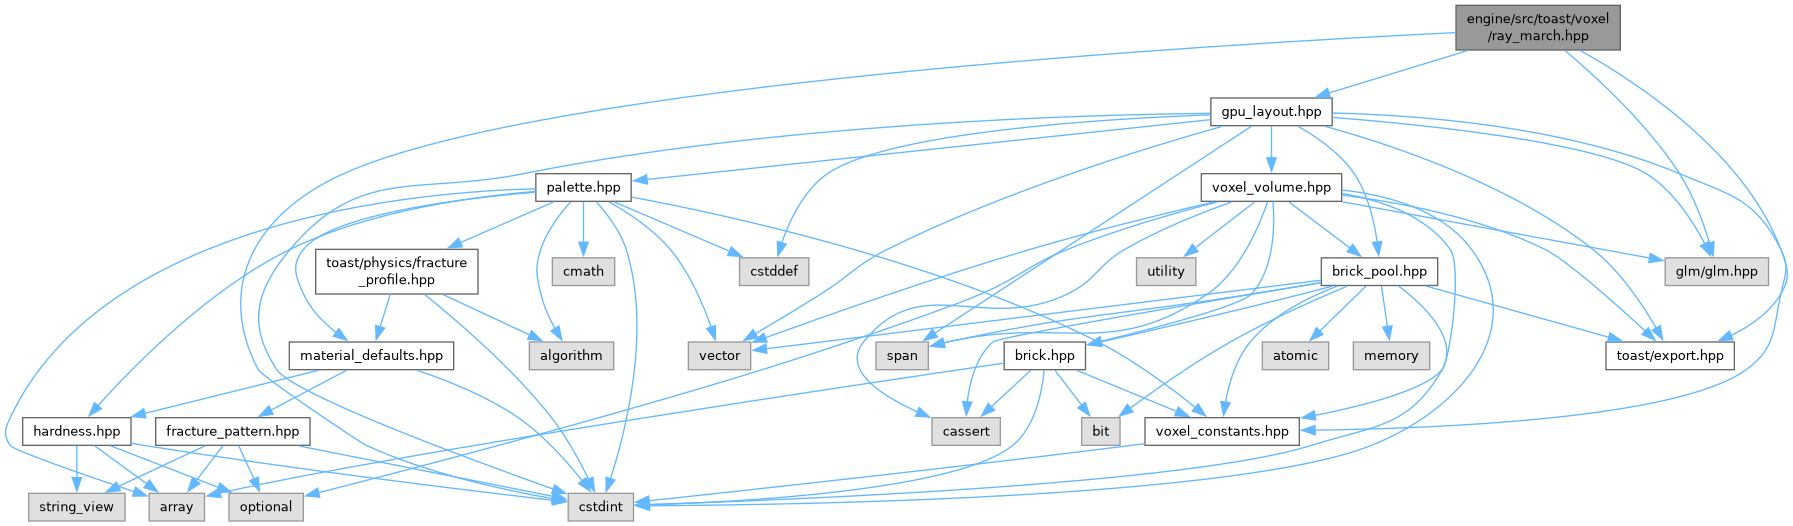 engine/src/toast/voxel
/ray_march.hpp
gpu_layout.hpp
palette.hpp
voxel_volume.hpp
toast/physics/fracture
_profile.hpp
cmath
cstddef
utility
brick_pool.hpp
glm/glm.hpp
material_defaults.hpp
algorithm
vector
span
brick.hpp
atomic
memory
toast/export.hpp
hardness.hpp
fracture_pattern.hpp
cassert
bit
voxel_constants.hpp
string_view
array
optional
cstdint